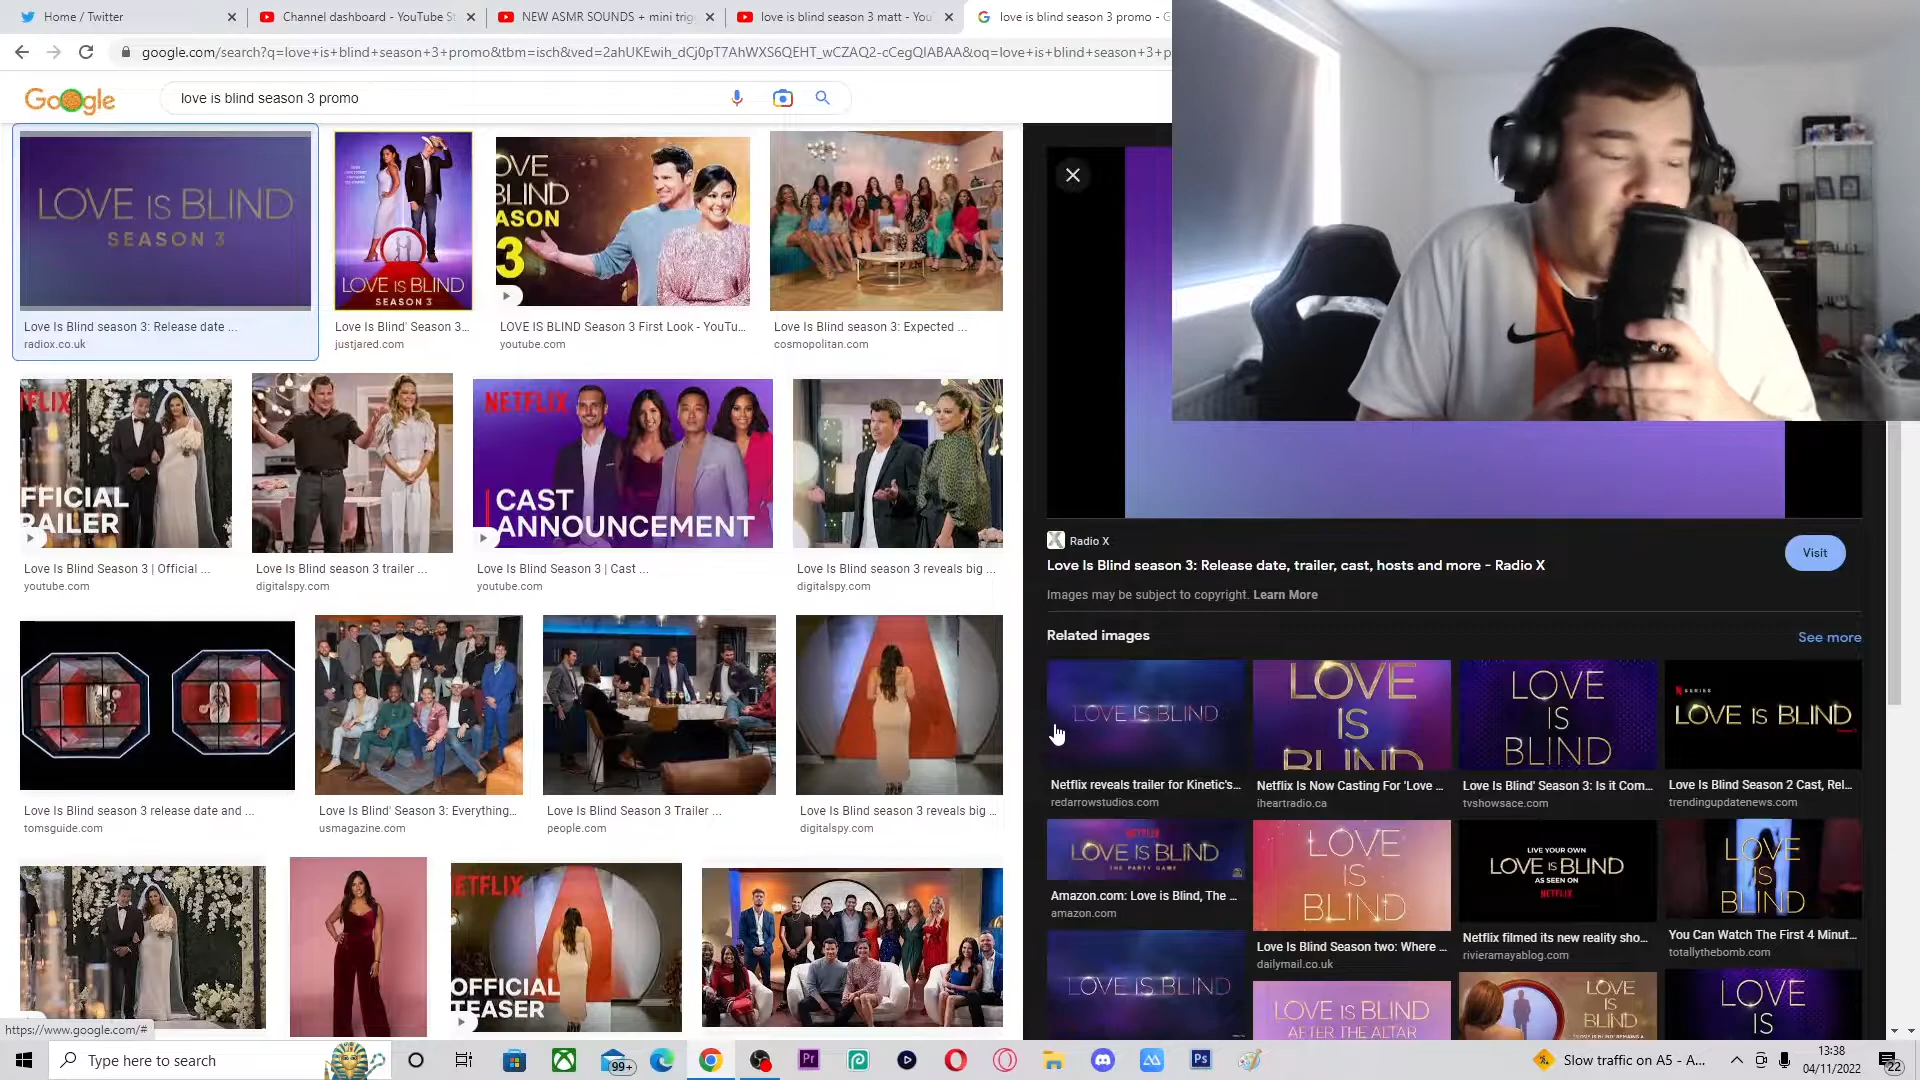 Home / Twitter
Channel dashboard - YouTube St
NEW ASMR SOUNDS + mini trig
love is blind season 3 matt - You
love is blind season 3 promo - G
google.com/search?q=love+is+blind+season+3+promo&tbm=isch&ved=2ahUKEwih_dCj0pT7AhWXS6QEHT_wCZAQ2-cCegQIABAA&oq=love+is+blind+season+3+p
Google
love is blind season 3 promo
LOVE IS BLIND
SEASON 3
LOVE IS BLIND
SEASON 3
OVE
BLIND
ASON
3
Love Is Blind season 3: Release date ...
radiox.co.uk
Love Is Blind' Season 3...
justjared.com
LOVE IS BLIND Season 3 First Look - YouTu...
youtube.com
Love Is Blind season 3: Expected ...
cosmopolitan.com
NETFLIX
FFICIAL
RAILER
NETFLIX
CAST
ANNOUNCEMENT
Love Is Blind Season 3 | Official ...
youtube.com
Love Is Blind season 3 trailer ...
digitalspy.com
Love Is Blind Season 3 | Cast ...
youtube.com
Love Is Blind season 3 reveals big ...
digitalspy.com
Love Is Blind season 3 release date and ...
tomsguide.com
Love Is Blind' Season 3: Everything...
usmagazine.com
Love Is Blind Season 3 Trailer ...
people.com
Love Is Blind season 3 reveals big ...
digitalspy.com
ETFLIX
OFFICIAL
TEASER
Radio X
Visit
Love Is Blind season 3: Release date, trailer, cast, hosts and more - Radio X
Images may be subject to copyright. Learn More
Related images
See more
LOVE IS BLIND
LOVE
IS
BLIND
LOVE
IS
BLIND
SERIES
LOVE IS BLIND
Netflix reveals trailer for Kinetic's...
redarrowstudios.com
Netflix Is Now Casting For 'Love ...
iheartradio.ca
Love Is Blind' Season 3: Is it Com...
tvshowsace.com
Love Is Blind Season 2 Cast, Rel...
trendingupdatenews.com
NETFLIX
LOVE IS BLIND
THE PARTY GAME
LOVE
IS
BLIND
LIVE YOUR OWN
LOVE IS BLIND
AS SEEN ON
NETFLIX
LOVE
IS
BLIND
Amazon.com: Love is Blind, The ...
amazon.com
Love Is Blind Season two: Where ...
dailymail.co.uk
Netflix filmed its new reality sho...
rivieramayablog.com
You Can Watch The First 4 Minut...
totallythebomb.com
LOVE IS BLIND
LOVE IS BLIND
AFTER THE ALTAR
LOVE
IS
BLIND
LOVE
IS
https://www.google.com/#
Type here to search
99+
Pr
Ps
Slow traffic on A5 - A...
13:38
04/11/2022
22